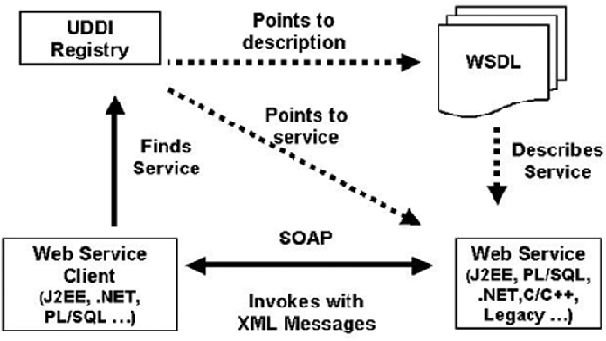 UDDI
Registry
Points to
description
WSDL
Points to
service
Finds
Service
Describes
Service
Web Service
Client
(J2EE, .NET,
PL/SQL ...)
SOAP
Invokes with
XML Messages
Web Service
(J2EE, PL/SQL,
.NET,C/C++,
Legacy ...)